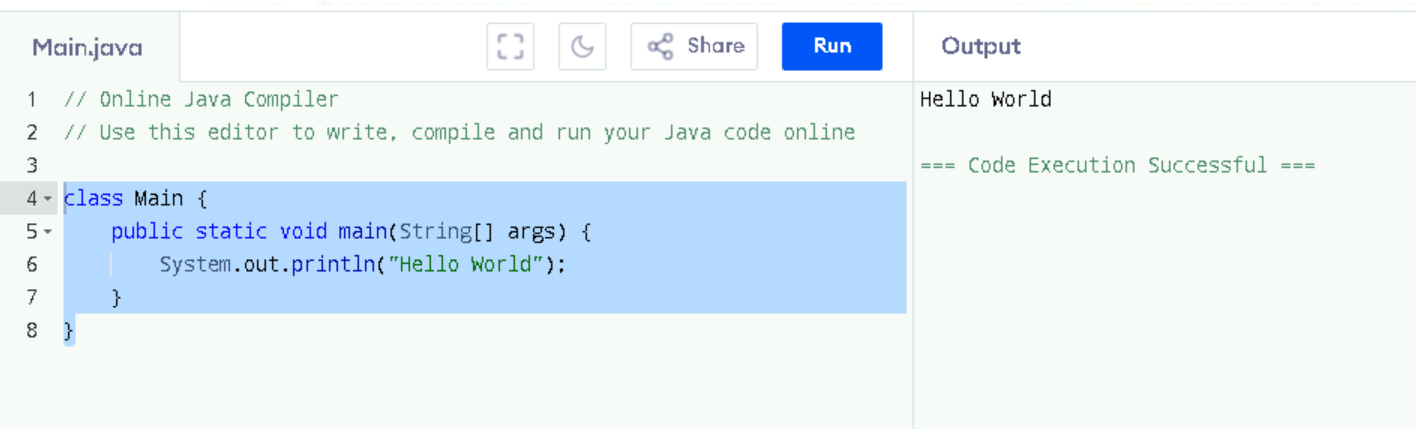 Main.java
Share
Run
Output
1 // Online Java Compiler
2 // Use this editor to write, compile and run your Java code online
3
4 class Main {
5     public static void main(String[] args) {
6         System.out.println("Hello World");
7     }
8 }
Hello World
=== Code Execution Successful ===